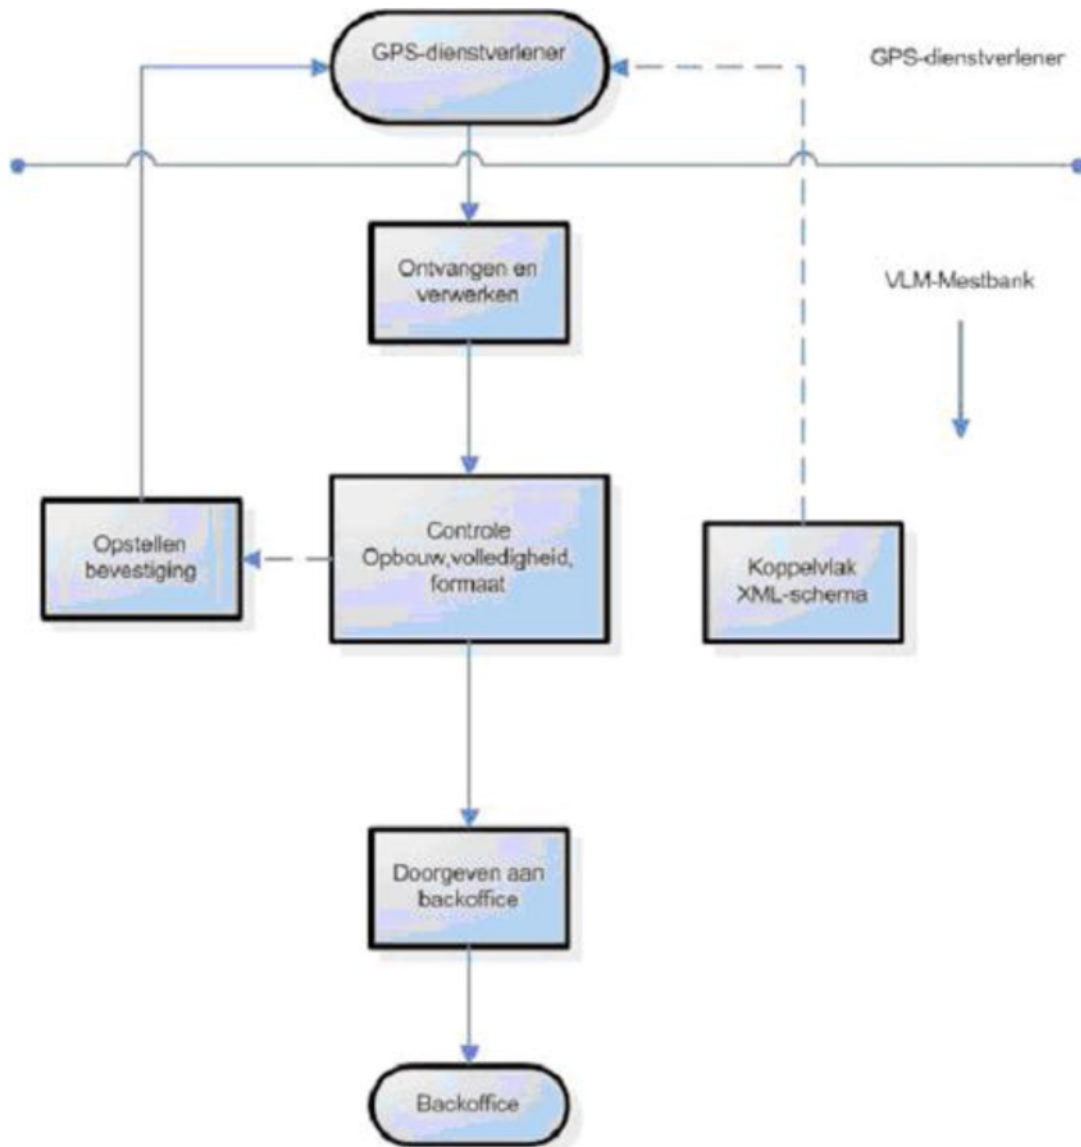 GPS-dienstverlener
GPS-dienstverlener
Ontvangen en
verwerken
VLM-Mestbank
Opstellen
bevestiging
Controle
Opbouw,volledigheid,
formaat
Koppelvlak
XML-schema
Doorgeven aan
backoffice
Backoffice